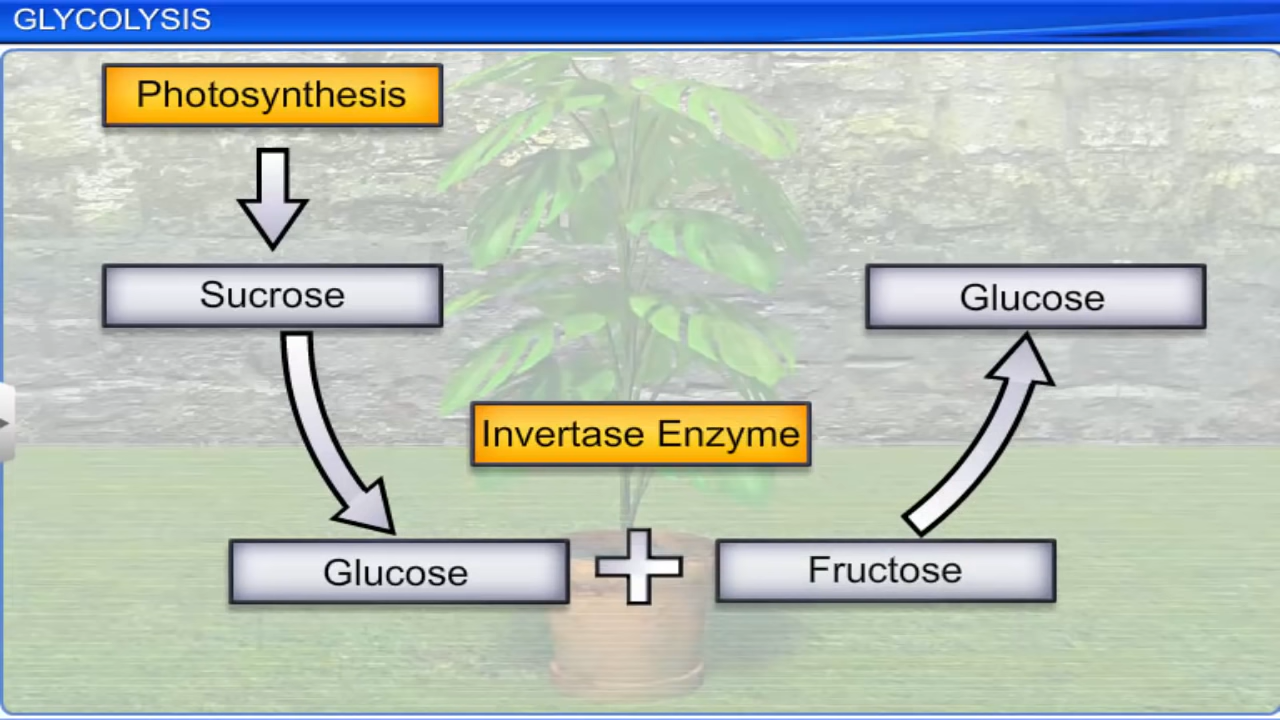 GLYCOLYSIS
Photosynthesis
Sucrose
Glucose
Invertase Enzyme
Glucose
Fructose